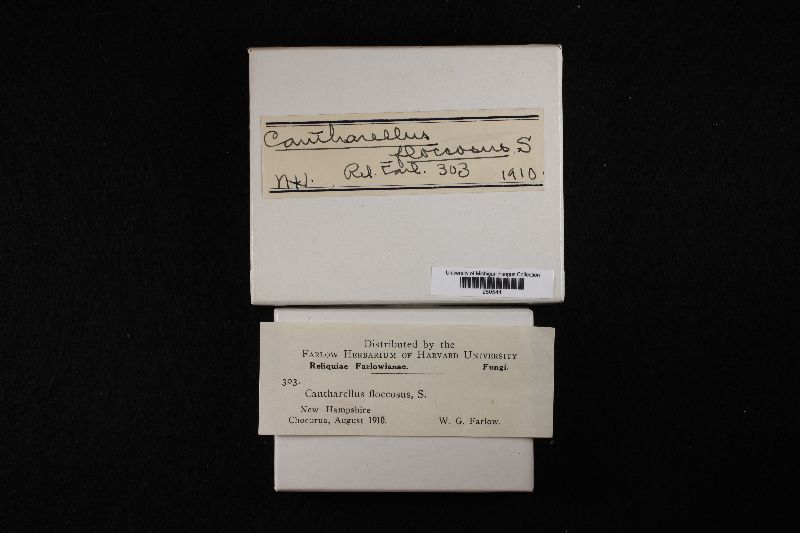 Cantharellus
floccosus, S
N.H. Rel. Farl. 303 1910.
University of Michigan Fungus Collection
Distributed by the
Farlow Herbarium of Harvard University
Reliquiae Farlowianae. Fungi.
303.
Cantharellus floccosus, S.
New Hampshire
Chocorua, August 1910. W. G. Farlow.